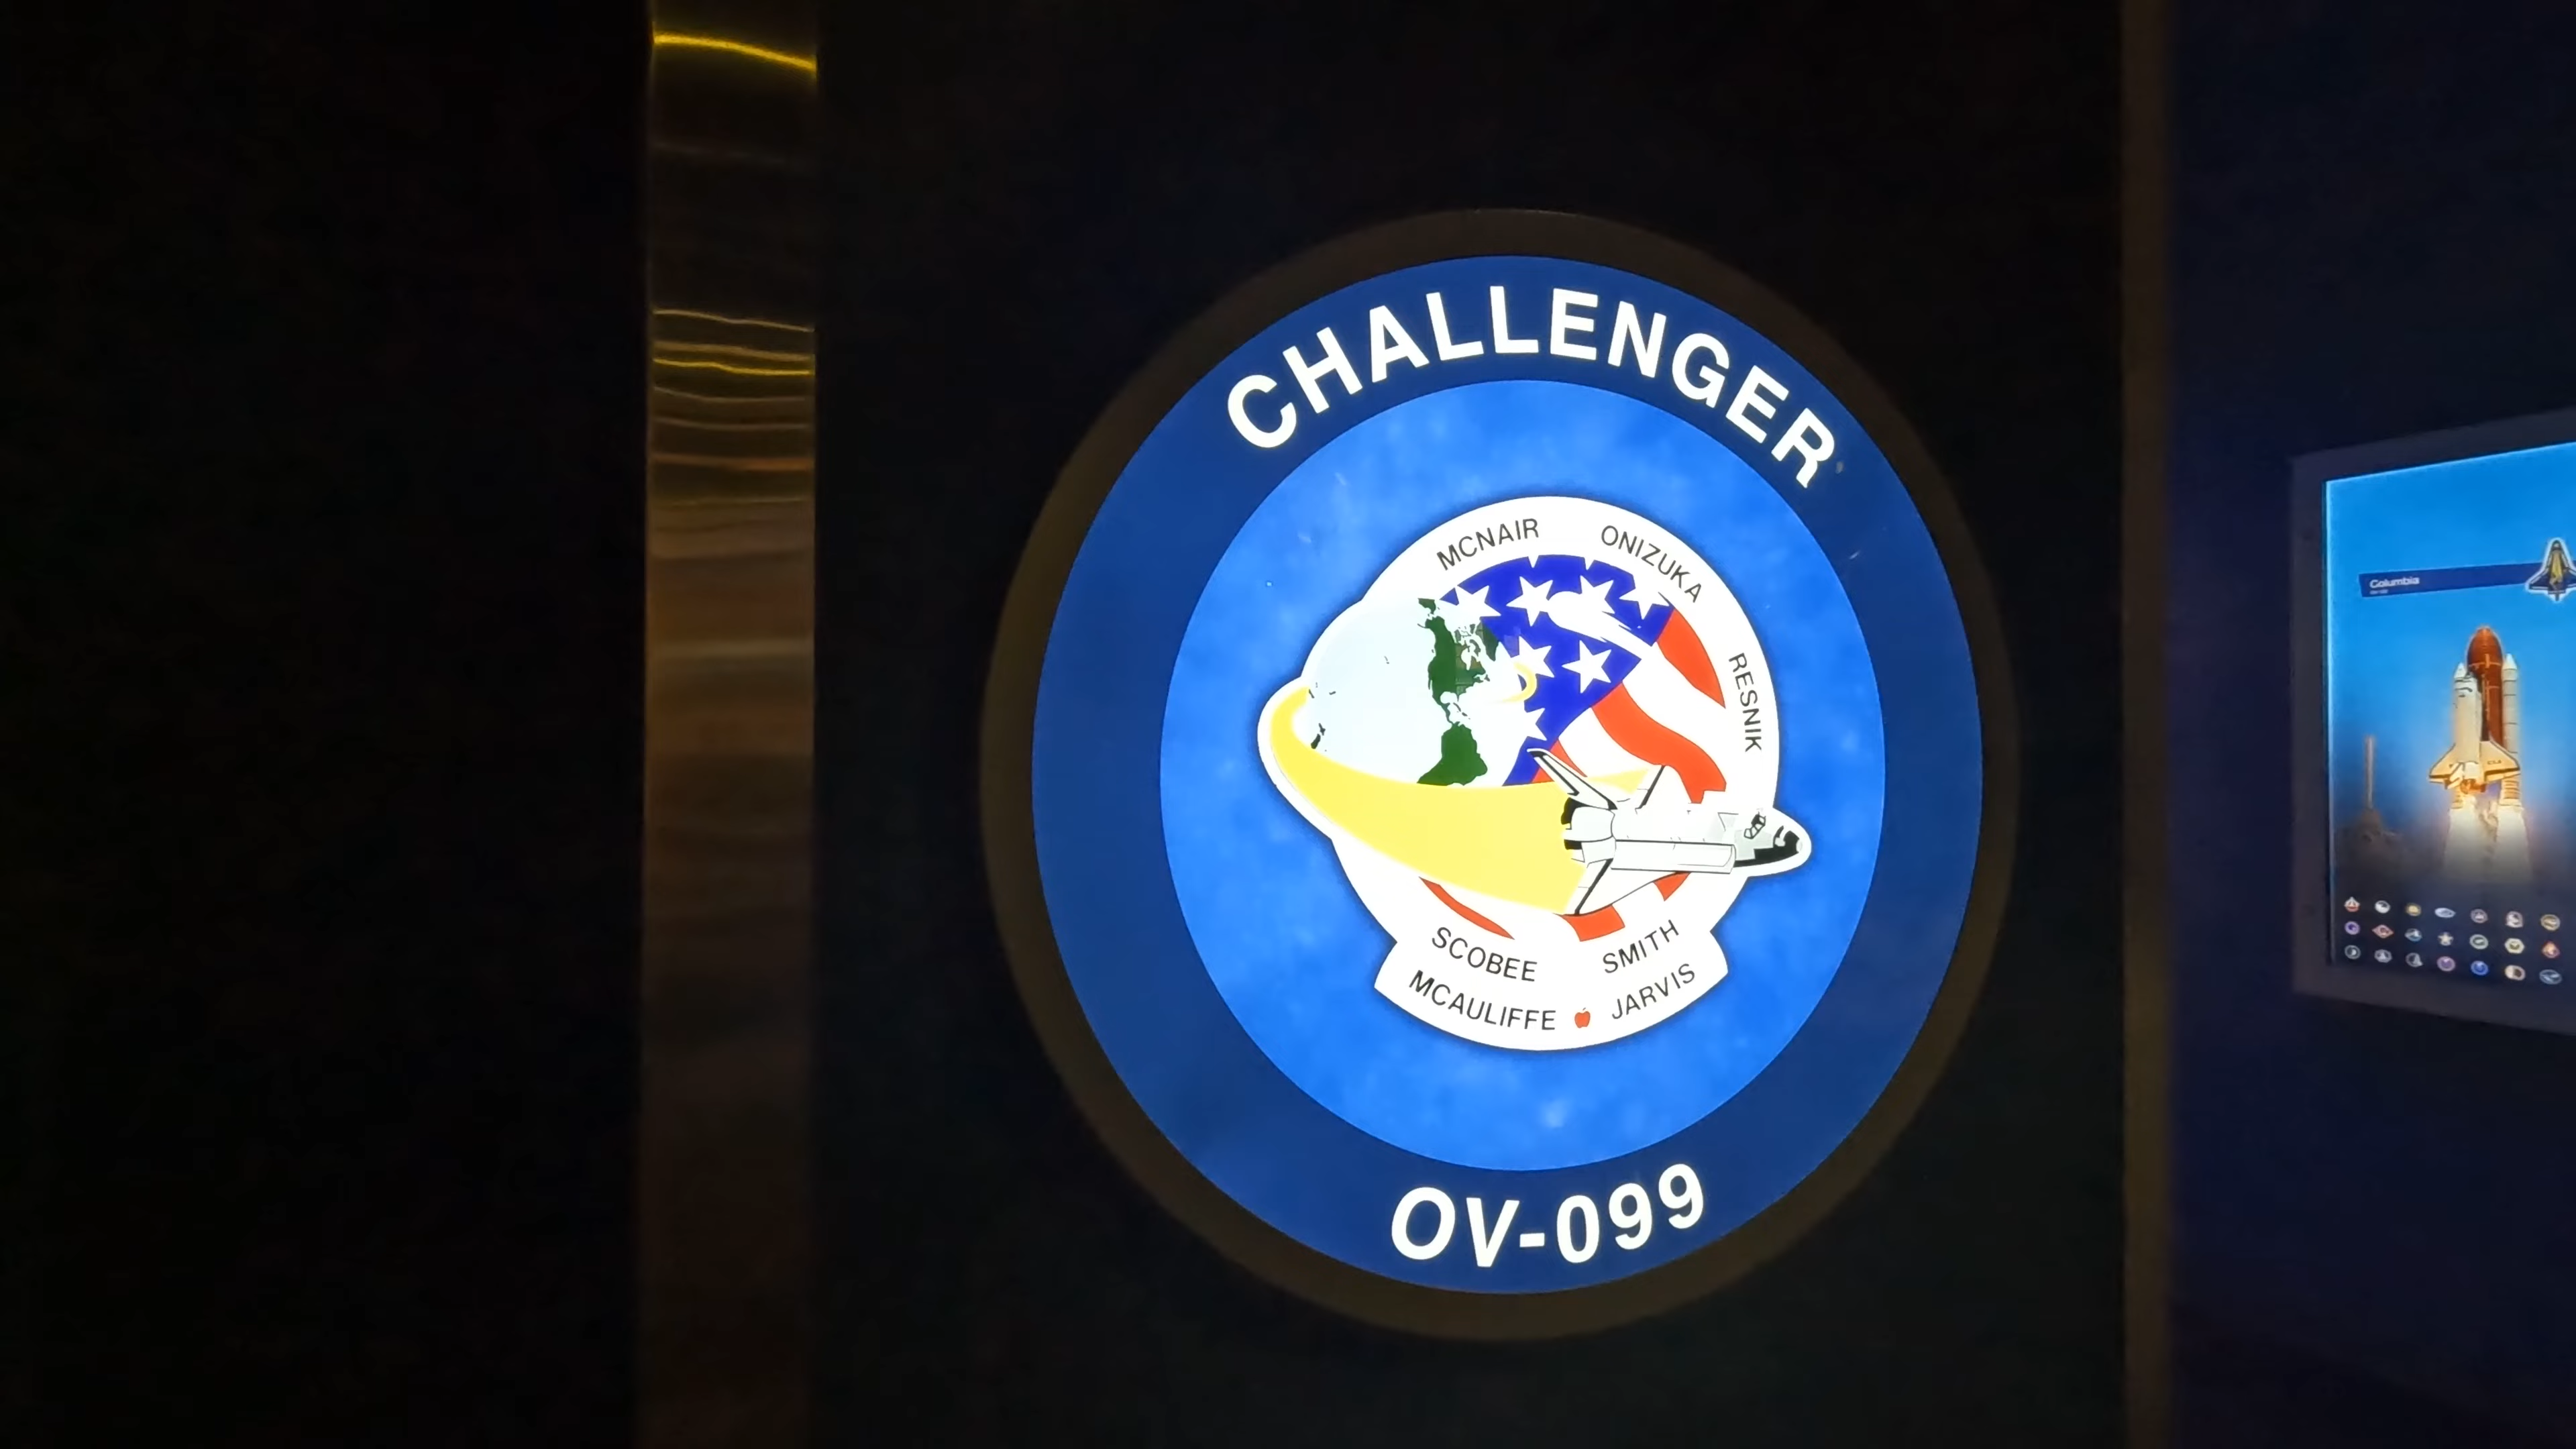 CHALLENGER
MCNAIR
ONIZUKA
RESNIK
SCOBEE
SMITH
MCAULIFFE
JARVIS
OV-099
Columbia